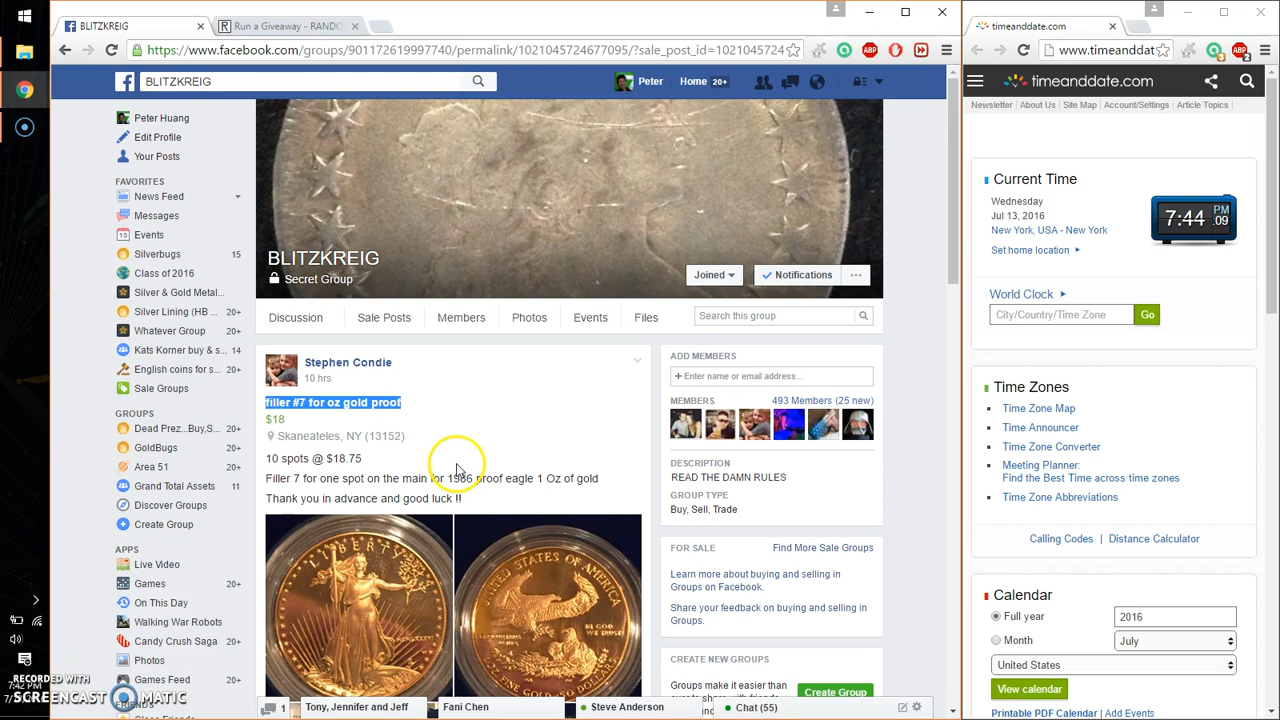 BLITZKREIG
Run a Giveaway - RANDO
https://www.facebook.com/groups/901172619997740/permalink/1021045724677095/?sale_post_id=1021045724
BLITZKREIG
Peter
Home 20+
Peter Huang
Edit Profile
Your Posts
FAVORITES
News Feed
Messages
Events
Silverbugs 15
Class of 2016
Silver & Gold Metal...
Silver Lining (HB ... 20+
Whatever Group 20+
Kats Korner buy & s... 14
English coins for s... 20+
Sale Groups
GROUPS
Dead Prez...Buy,S... 20+
GoldBugs 20+
Area 51 20+
Grand Total Assets 11
Discover Groups
Create Group
APPS
Live Video
Games 20+
On This Day
Walking War Robots
Candy Crush Saga
Photos
Games Feed 20+
BLITZKREIG
Secret Group
Joined
Notifications
Discussion
Sale Posts
Members
Photos
Events
Files
Search this group
Stephen Condie
10 hrs
filler #7 for oz gold proof
$18
Skaneateles, NY (13152)
10 spots @ $18.75
Filler 7 for one spot on the main for 1986 proof eagle 1 Oz of gold
Thank you in advance and good luck !!
LIBERTY
UNITED STATES OF AMERICA
ADD MEMBERS
+ Enter name or email address...
MEMBERS
493 Members (25 new)
DESCRIPTION
READ THE DAMN RULES
GROUP TYPE
Buy, Sell, Trade
FOR SALE
Find More Sale Groups
Learn more about buying and selling in
Groups on Facebook.
Share your feedback on buying and selling in
Groups.
CREATE NEW GROUPS
Groups make it easier than
Create Group
1
Tony, Jennifer and Jeff
Fani Chen
Steve Anderson
Chat (55)
timeanddate.com
www.timeanddat
timeanddate.com
Newsletter
About Us
Site Map
Account/Settings
Article Topics
Current Time
Wednesday
Jul 13, 2016
New York, USA - New York
Set home location
7:44 PM 09
World Clock
City/Country/Time Zone
Go
Time Zones
Time Zone Map
Time Announcer
Time Zone Converter
Meeting Planner:
Find the Best Time across time zones
Time Zone Abbreviations
Calling Codes | Distance Calculator
Calendar
Full year
2016
Month
July
United States
View calendar
Printable PDF Calendar | Add Events
RECORDED WITH
SCREENCAST MATIC
7:42 PM